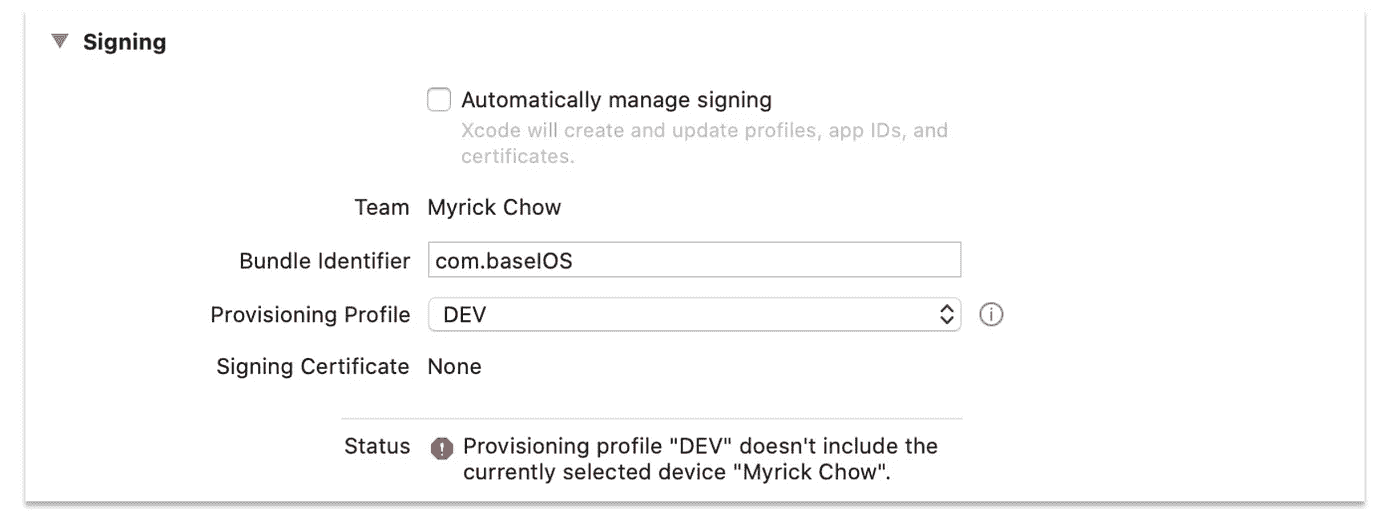 Signing
Automatically manage signing
Xcode will create and update profiles, app IDs, and
certificates.
Team Myrick Chow
Bundle Identifier com.baseIOS
Provisioning Profile DEV
Signing Certificate None
Status Provisioning profile "DEV" doesn't include the
currently selected device "Myrick Chow".